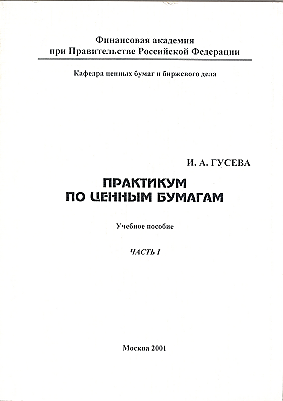 Финансовая академия
при Правительстве Российской Федерации
Кафедра ценных бумаг и биржевого дела
И. А. ГУСЕВА
ПРАКТИКУМ
ПО ЦЕННЫМ БУМАГАМ
Учебное пособие
ЧАСТЬ I
Москва 2001